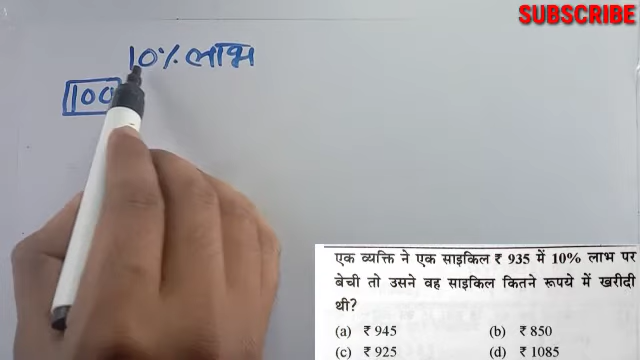 SUBSCRIBE
10% लाभ
100
एक व्यक्ति ने एक साइकिल ₹ 935 में 10% लाभ पर
बेची तो उसने वह साइकिल कितने रूपये में खरीदी
थी?
(a) ₹ 945 (b) ₹ 850
(c) ₹ 925 (d) ₹ 1085